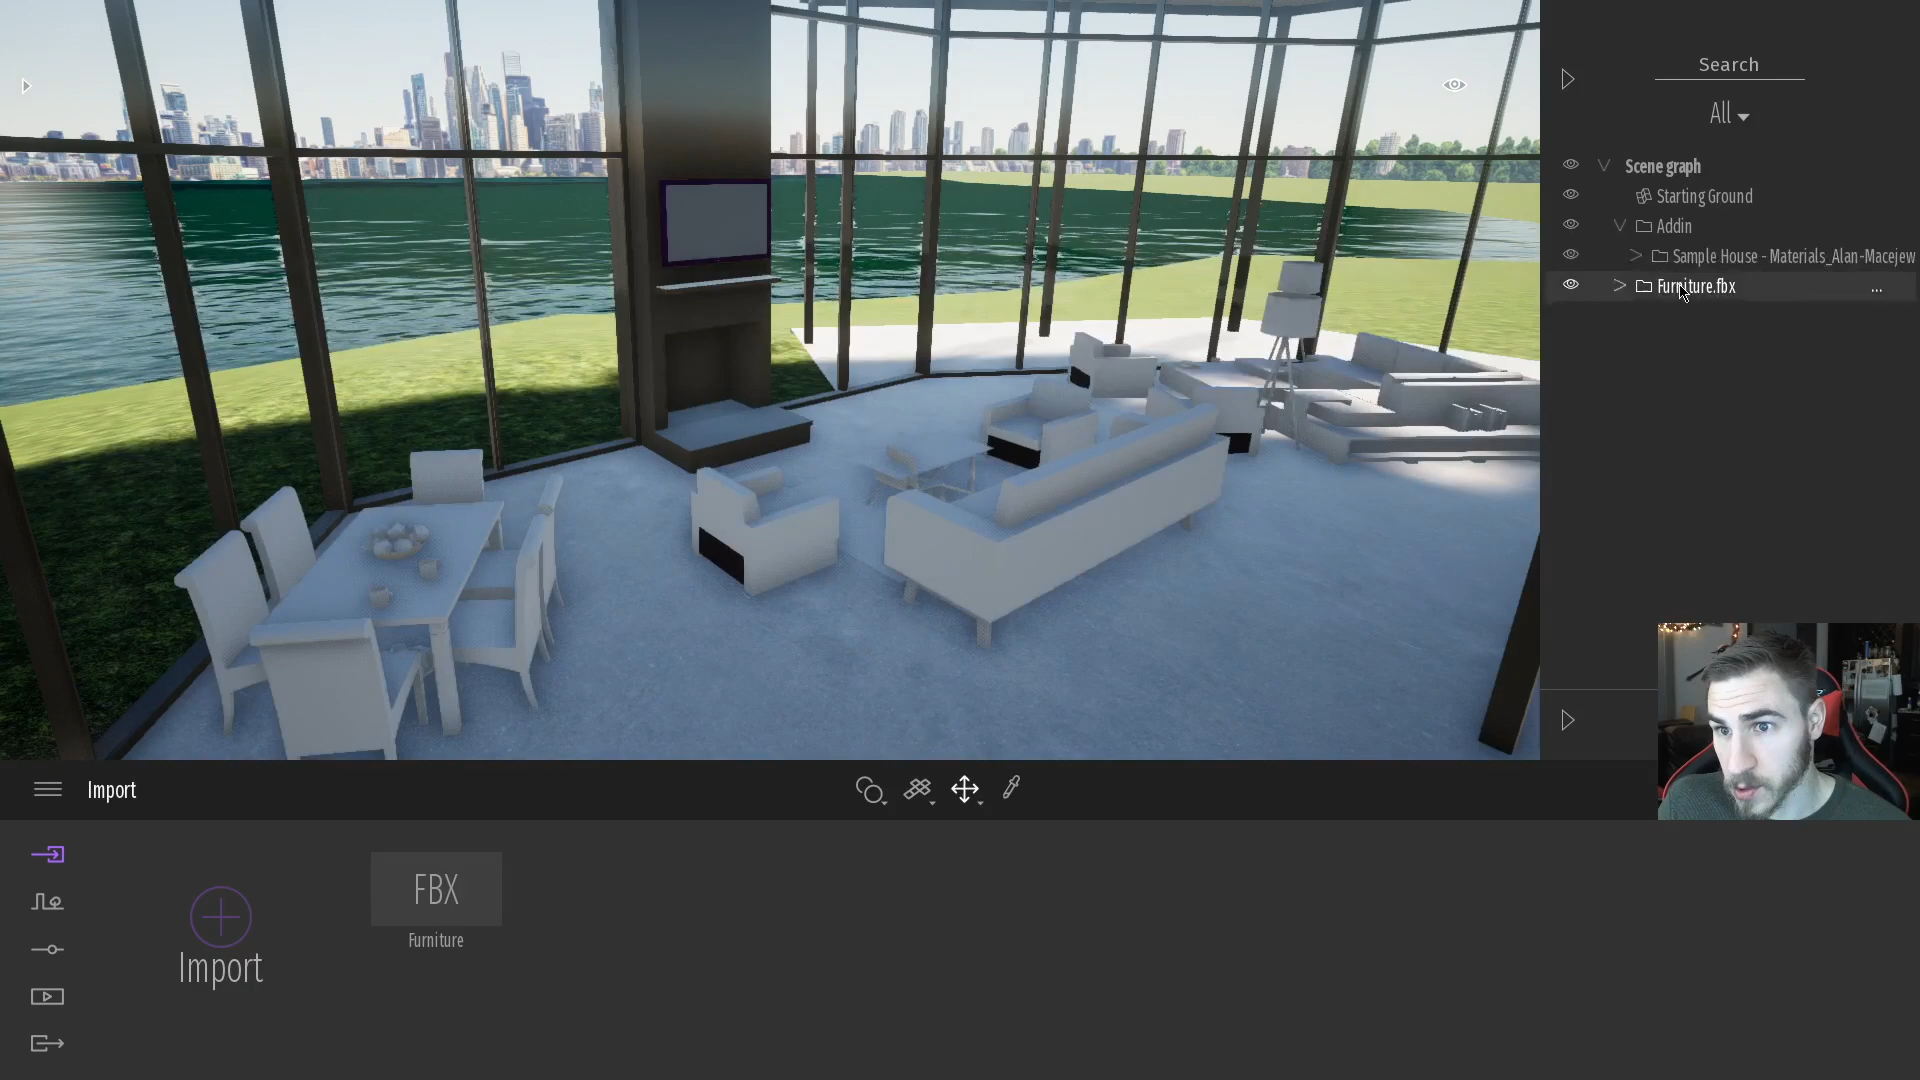 Search
All
Scene graph
Starting Ground
Addin
Sample House - Materials_Alan-Macejew
Furniture.fbx
...
Import
Import
FBX
Furniture